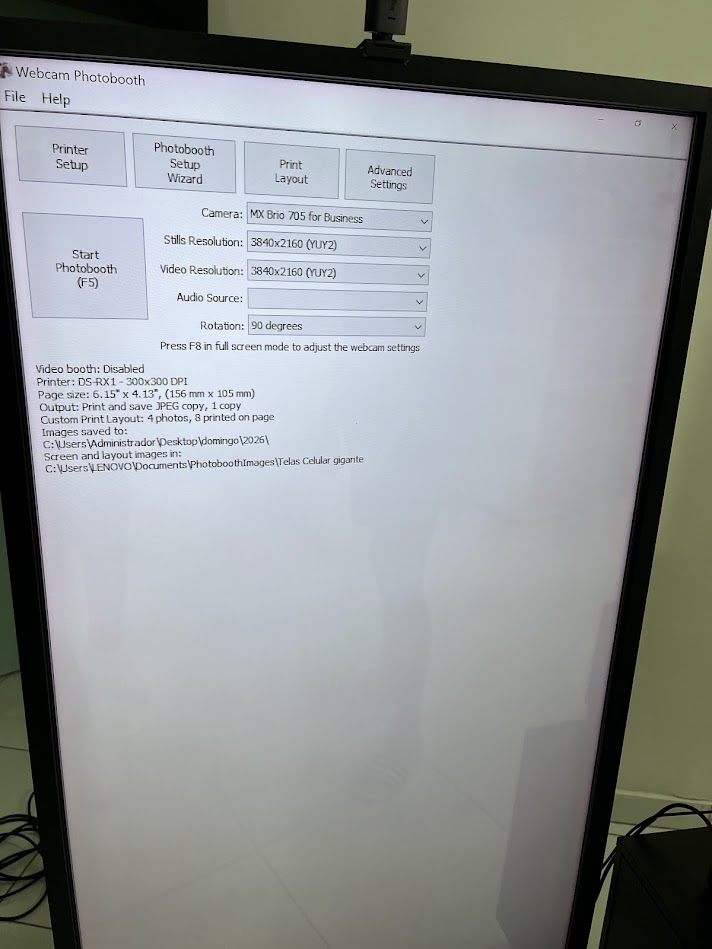 Webcam Photobooth
File Help
Printer
Setup
Photobooth
Setup
Wizard
Print
Layout
Advanced
Settings
Start
Photobooth
(F5)
Camera: MX Brio 705 for Business
Stills Resolution: 3840x2160 (YUY2)
Video Resolution: 3840x2160 (YUY2)
Audio Source:
Rotation: 90 degrees
Press F8 in full screen mode to adjust the webcam settings
Video booth: Disabled
Printer: DS-RX1 - 300x300 DPI
Page size: 6.15" x 4.13", (156 mm x 105 mm)
Output: Print and save JPEG copy, 1 copy
Custom Print Layout: 4 photos, 8 printed on page
Images saved to:
C:\Users\Administrador\Desktop\domingo\2026\
Screen and layout images in:
C:\Users\LENOVO\Documents\PhotoboothImages\Telas Celular gigante